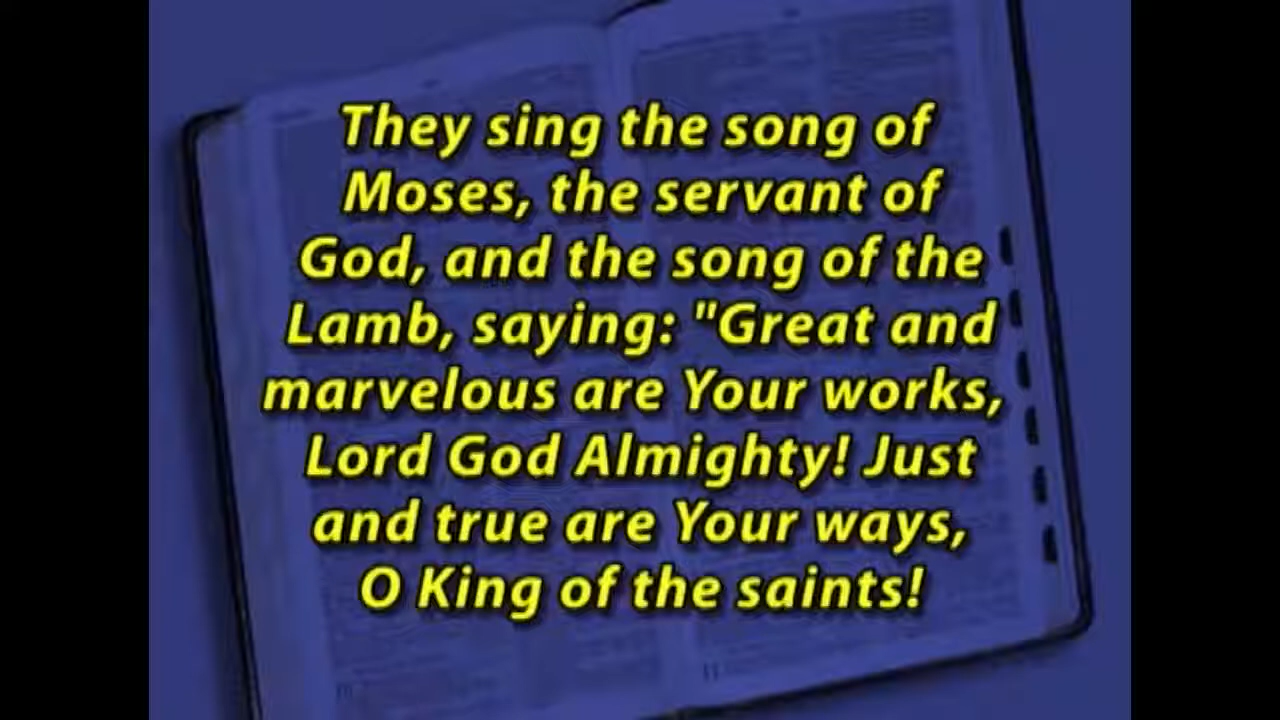 They sing the song of
Moses, the servant of
God, and the song of the
Lamb, saying: "Great and
marvelous are Your works,
Lord God Almighty! Just
and true are Your ways,
O King of the saints!